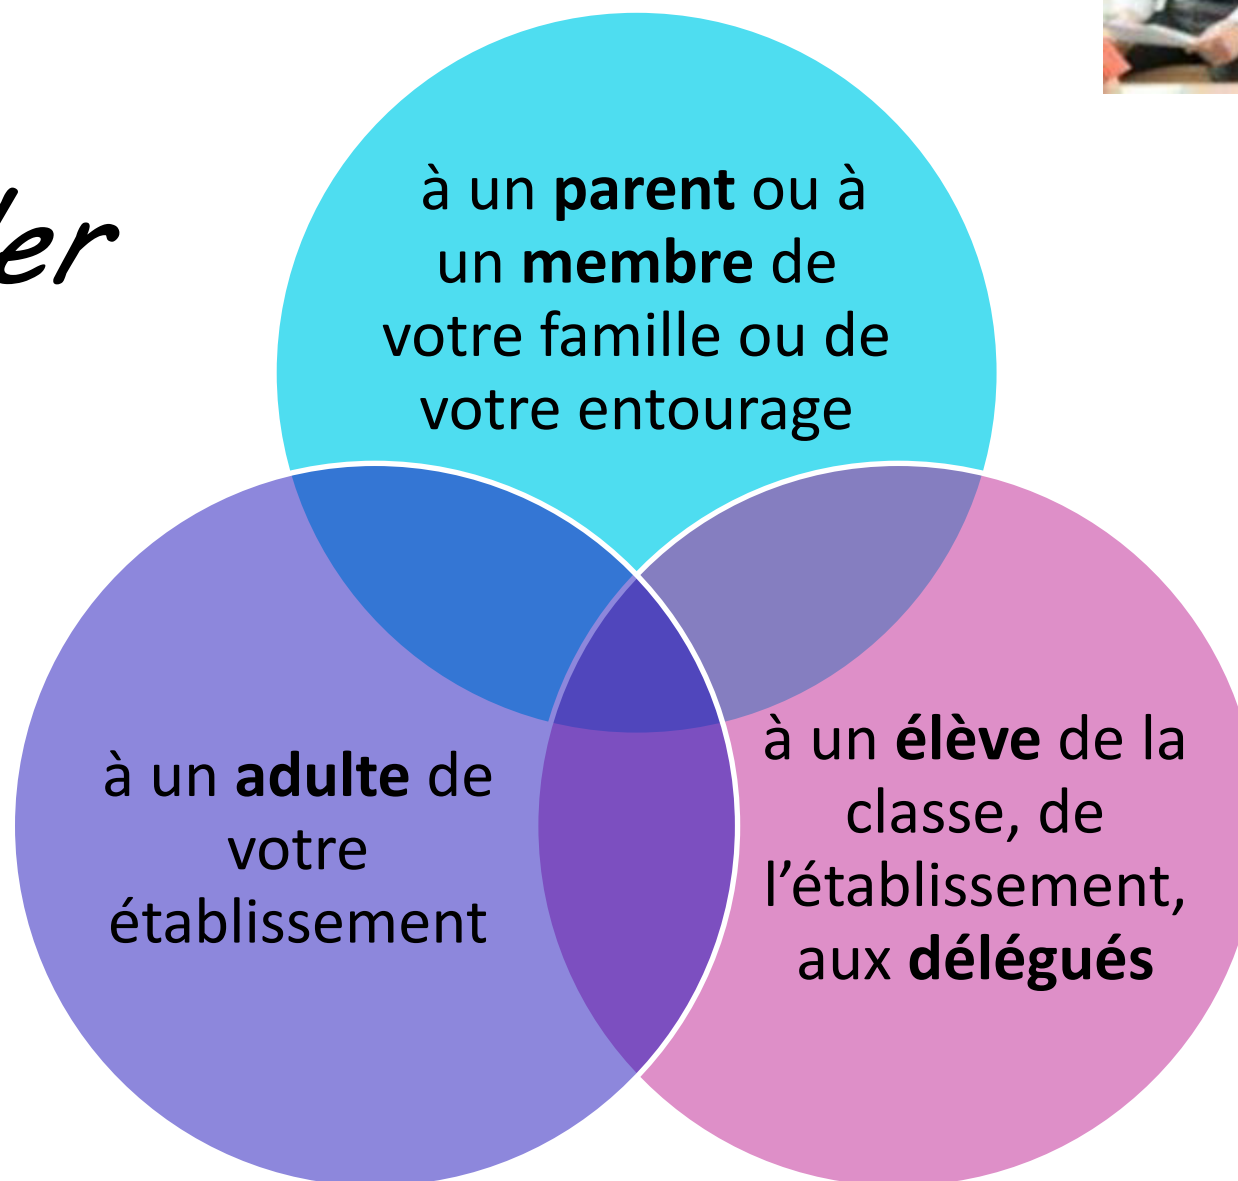 à un parent ou à
un membre de
votre famille ou de
votre entourage
à un adulte de
votre
établissement
à un élève de la
classe, de
l’établissement,
aux délégués